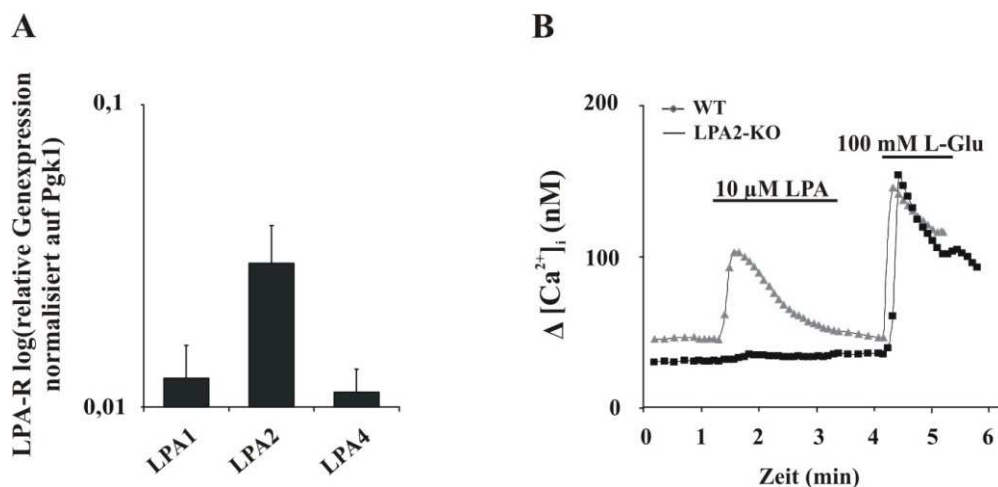 A
LPA-R log(relative Genexpression
normalisiert auf Pgk1)
0,1
0,01
LPA1
LPA2
LPA4
B
Δ [Ca²⁺]ᵢ (nM)
200
100
0
WT
LPA2-KO
10 µM LPA
100 mM L-Glu
0 1 2 3 4 5 6
Zeit (min)